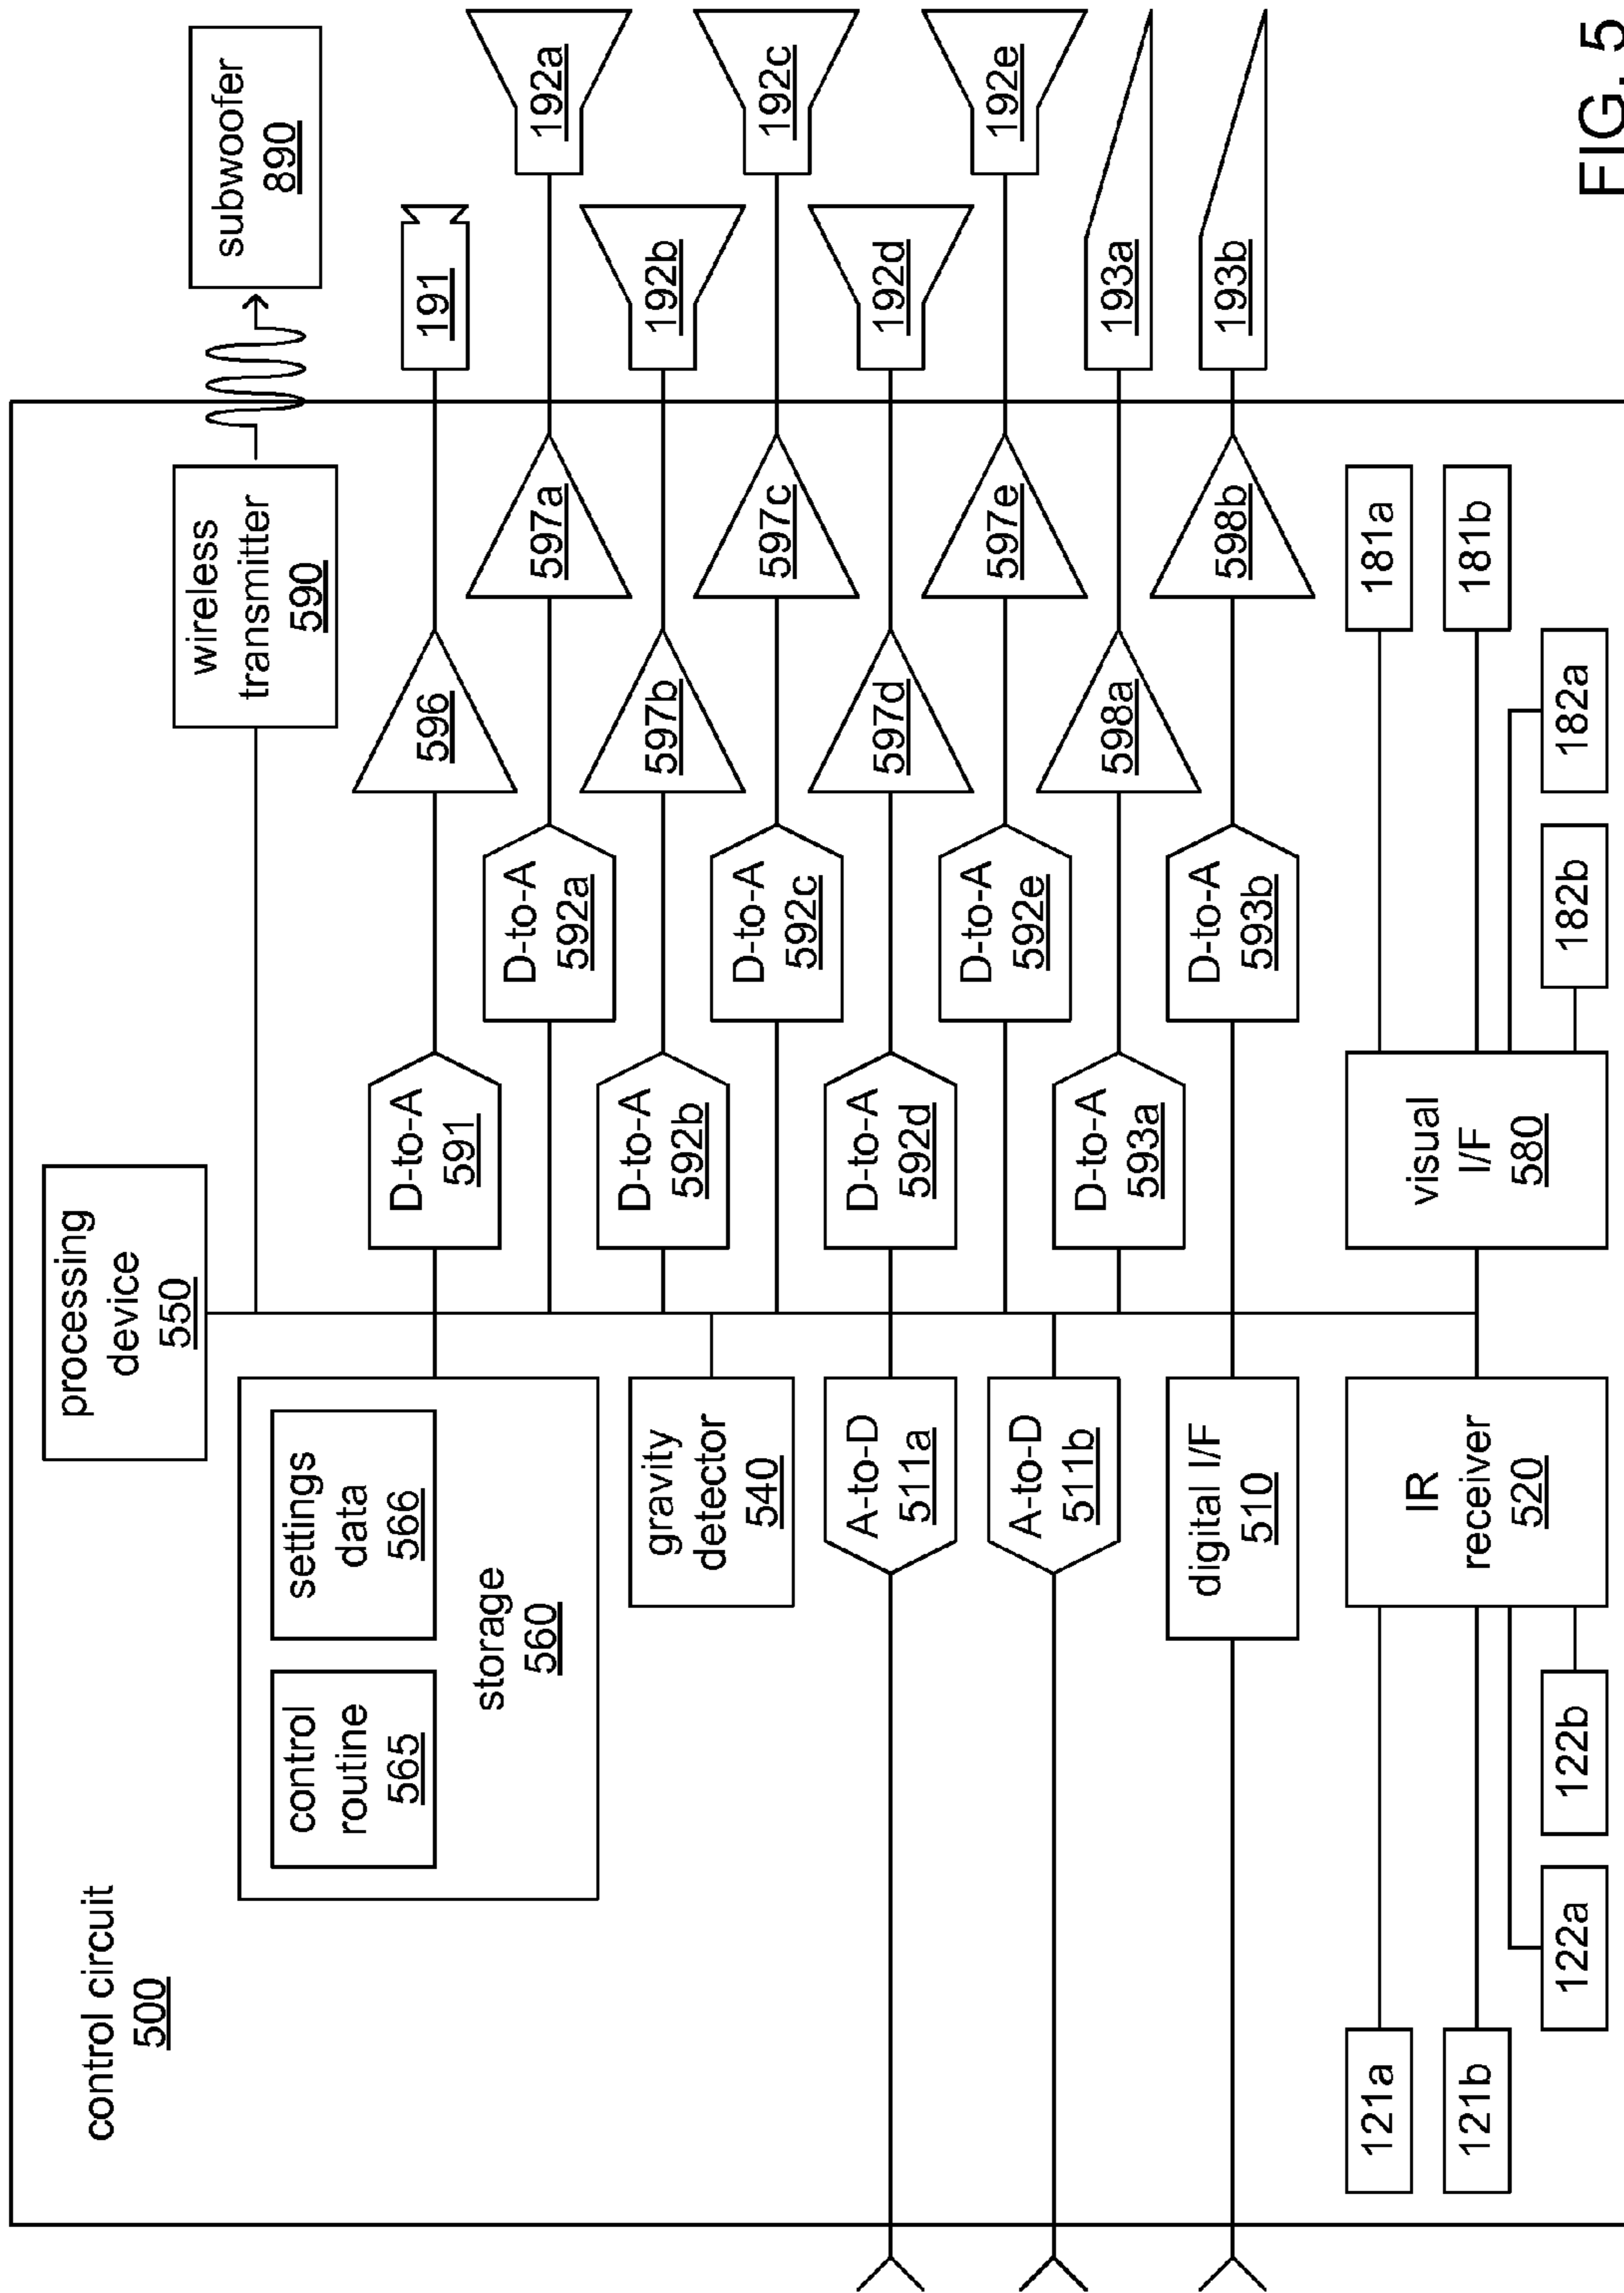 control circuit
500
processing
device
550
control
routine
565
settings
data
566
storage
560
wireless
transmitter
590
subwoofer
890
gravity
detector
540
A-to-D
511a
A-to-D
511b
digital I/F
510
IR
receiver
520
visual
I/F
580
D-to-A
591
D-to-A
592a
D-to-A
592b
D-to-A
592c
D-to-A
592d
D-to-A
592e
D-to-A
593a
D-to-A
593b
596
597a
597b
597c
597d
597e
598a
598b
191
192a
192b
192c
192d
192e
193a
193b
121a
121b
122a
122b
182b
182a
181a
181b
FIG. 5